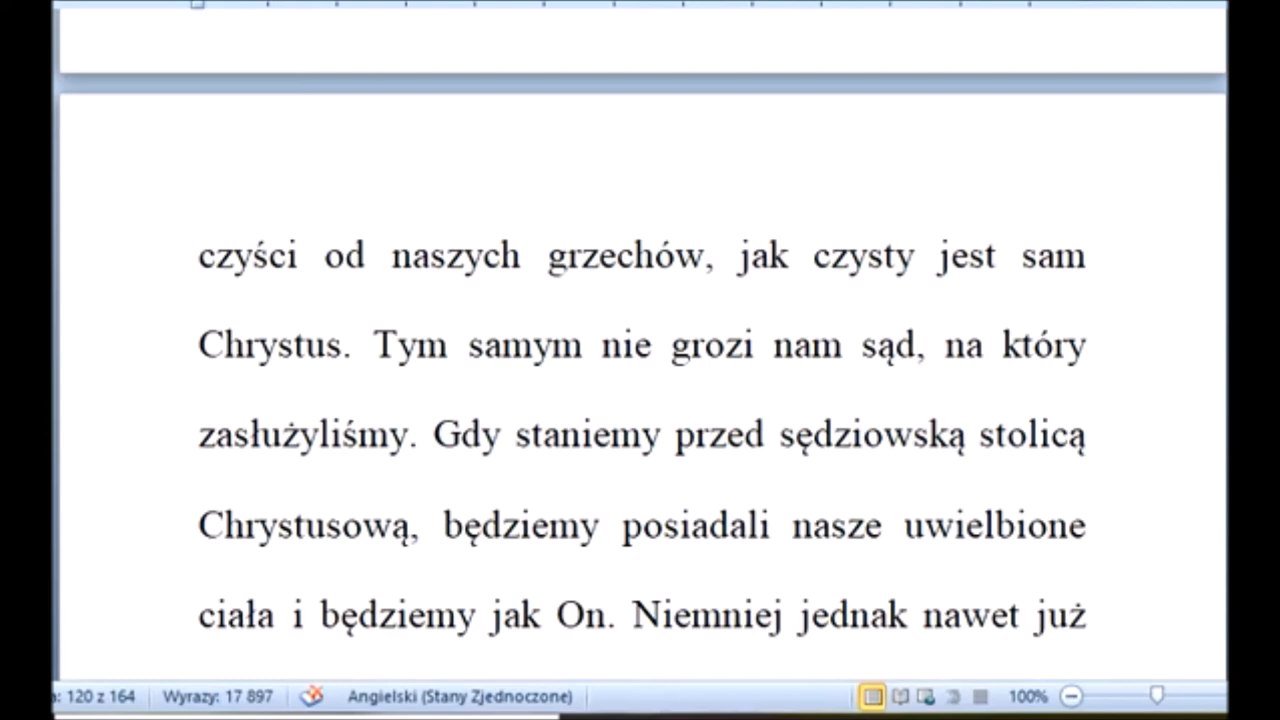 czyści od naszych grzechów, jak czysty jest sam
Chrystus. Tym samym nie grozi nam sąd, na który
zasłużyliśmy. Gdy staniemy przed sędziowską stolicą
Chrystusową, będziemy posiadali nasze uwielbione
ciała i będziemy jak On. Niemniej jednak nawet już
: 120 z 164 Wyrazy: 17 897 Angielski (Stany Zjednoczone) 100%